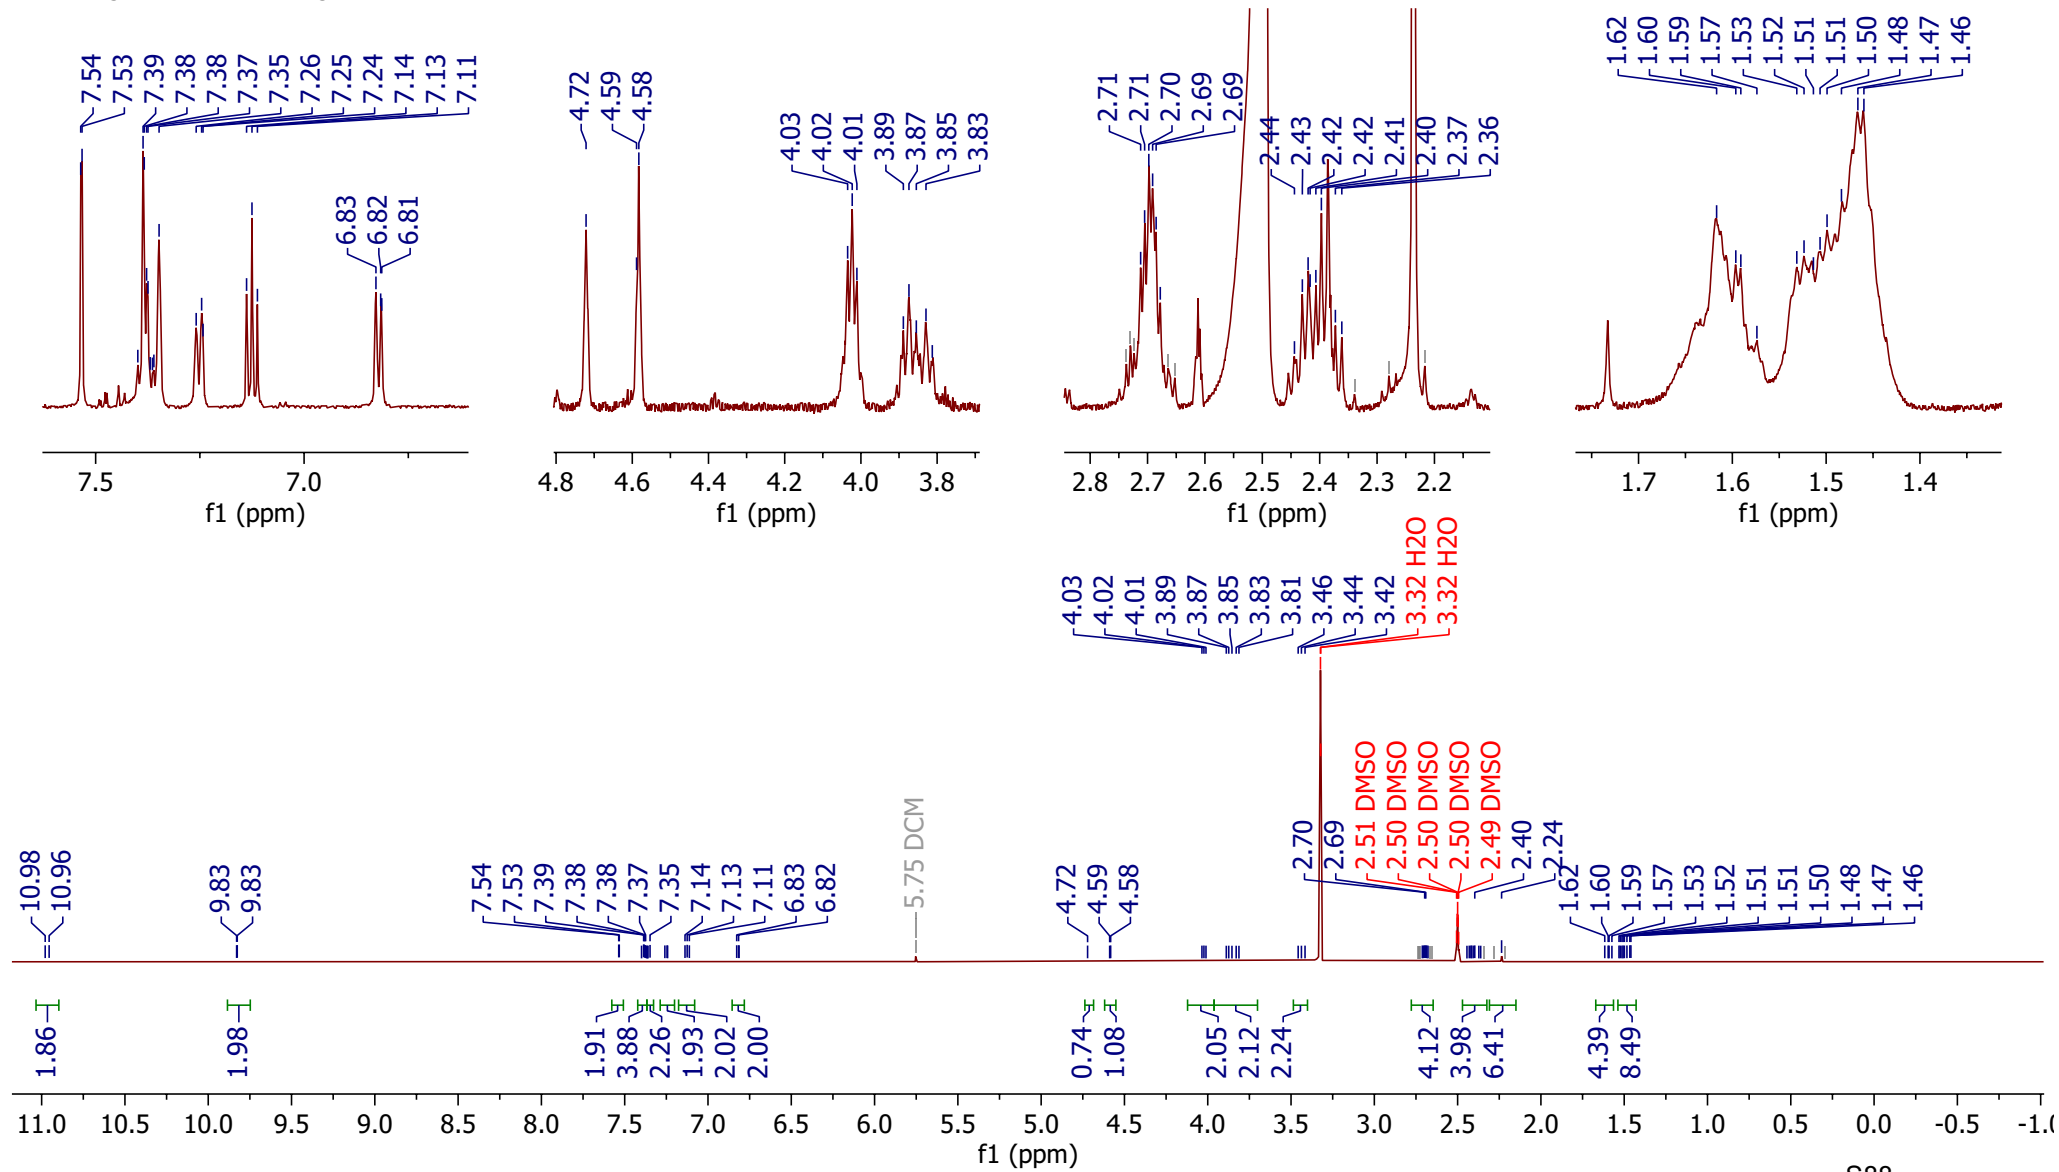 7.54 7.53 7.39 7.38 7.38 7.37 7.35 7.26 7.25 7.24 7.14 7.13 7.11
6.83 6.82 6.81
7.5 7.0
f1 (ppm)
4.72 4.59 4.58 4.03 4.02 4.01 3.89 3.87 3.85 3.83
4.8 4.6 4.4 4.2 4.0 3.8
f1 (ppm)
2.71 2.71 2.70 2.69 2.69
2.44 2.43 2.42 2.42 2.41 2.40 2.37 2.36
2.8 2.7 2.6 2.5 2.4 2.3 2.2
f1 (ppm)
1.62 1.60 1.59 1.57 1.53 1.52 1.51 1.51 1.50 1.48 1.47 1.46
1.7 1.6 1.5 1.4
f1 (ppm)
10.98 10.96
9.83 9.83
7.54 7.53 7.39 7.38 7.38 7.37 7.35 7.14 7.13 7.11 6.83 6.82
5.75 DCM
4.72 4.59 4.58
4.03 4.02 4.01 3.89 3.87 3.85 3.83 3.81 3.46 3.44 3.42 3.32 H2O 3.32 H2O
2.70 2.69 2.51 DMSO 2.50 DMSO 2.50 DMSO 2.50 DMSO 2.49 DMSO 2.40 2.24
1.62 1.60 1.59 1.57 1.53 1.52 1.51 1.51 1.50 1.48 1.47 1.46
1.86 1.98 1.91 3.88 2.26 1.93 2.02 2.00 0.74 1.08 2.05 2.12 2.24 4.12 3.98 6.41 4.39 8.49
11.0 10.5 10.0 9.5 9.0 8.5 8.0 7.5 7.0 6.5 6.0 5.5 5.0 4.5 4.0 3.5 3.0 2.5 2.0 1.5 1.0 0.5 0.0 -0.5 -1.0
f1 (ppm)